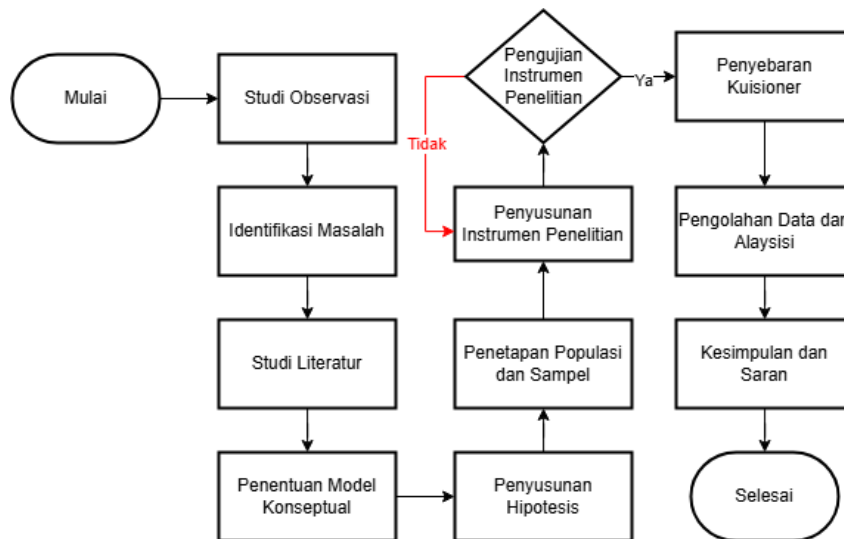 Mulai
Studi Observasi
Identifikasi Masalah
Studi Literatur
Penentuan Model
Konseptual
Penyusunan
Hipotesis
Penetapan Populasi
dan Sampel
Penyusunan
Instrumen Penelitian
Pengujian
Instrumen
Penelitian
Tidak
Ya
Penyebaran
Kuisioner
Pengolahan Data dan
Alaysisi
Kesimpulan dan
Saran
Selesai